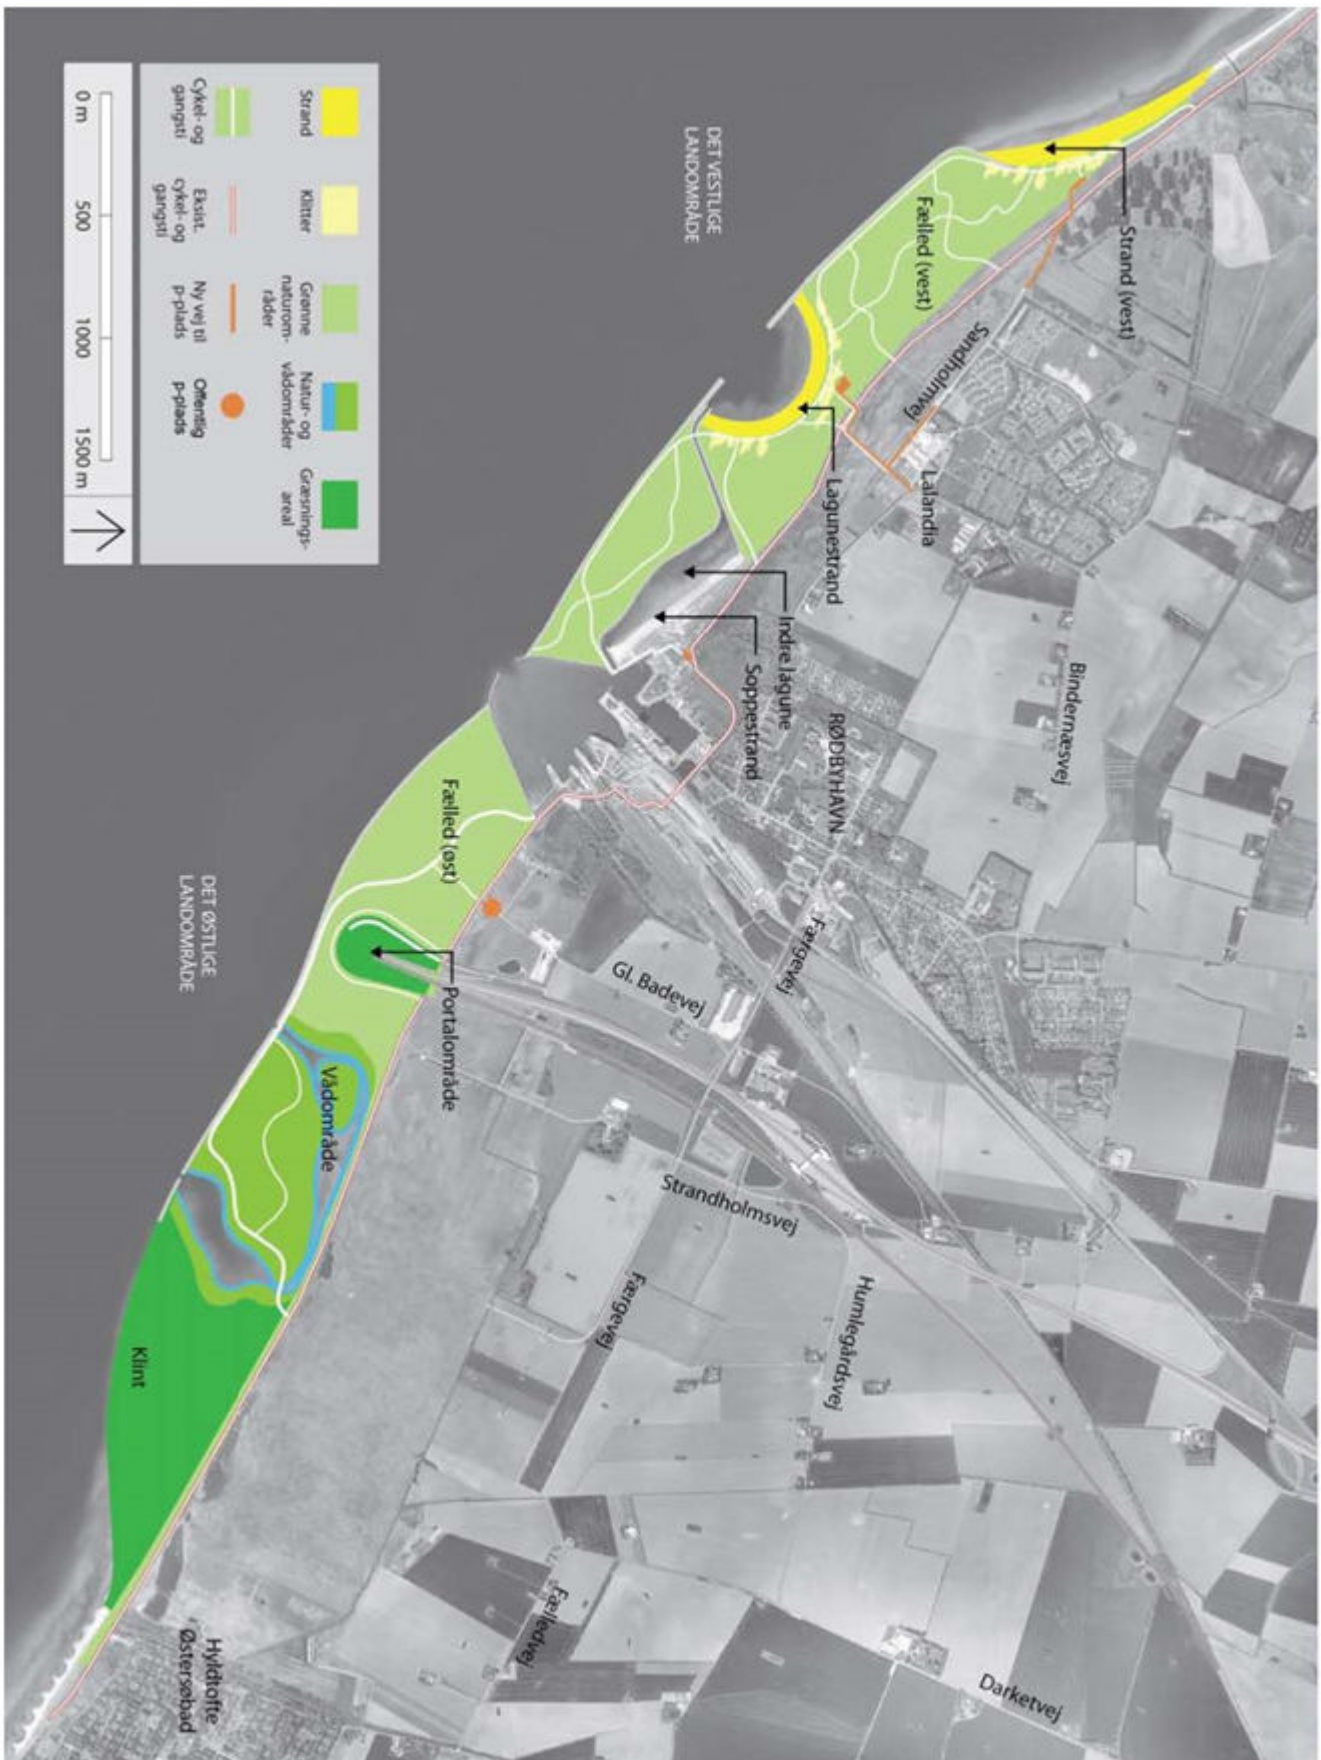 Strand (vest)
Fælled (vest)
DET VESTLIGE
LANDOMRÅDE
Sandholmvej
Lalandia
Lagunestrand
Indre lagune
Soppestrand
Bindernæsvej
RØDBYHAVN
Færgevej
Fælled (øst)
DET ØSTLIGE
LANDOMRÅDE
Portalområde
Gl. Badevej
Vådområde
Strandholmsvej
Færgevej
Humlegårdsvej
Klint
Fælledvej
Darketvej
Hyldtofte
Østersøbad
Strand
Klitter
Grønne
naturom-
råder
Natur- og
vådområder
Græsnings-
areal
Cykel- og
gangsti
Eksist.
cykel- og
gangsti
Ny vej til
p-plads
Offentlig
p-plads
0 m
500
1000
1500 m